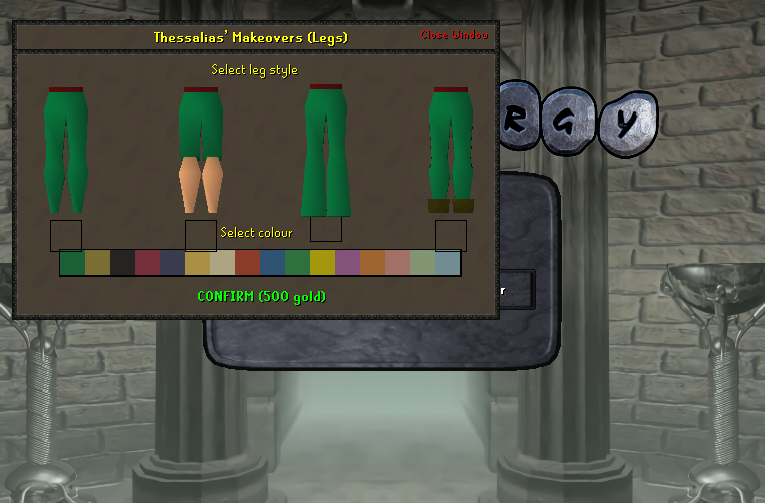 Thessalias' Makeovers (Legs)
Close Window
Select leg style
R G Y
Select colour
r
CONFIRM (500 gold)